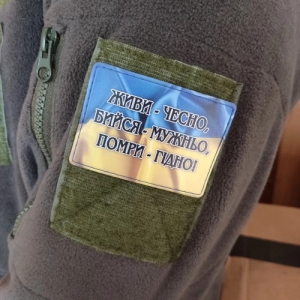 ЖИВИ - ЧЕСНО,
БИЙСЯ - МУЖНЬО,
ПОМРИ - ГІДНО!